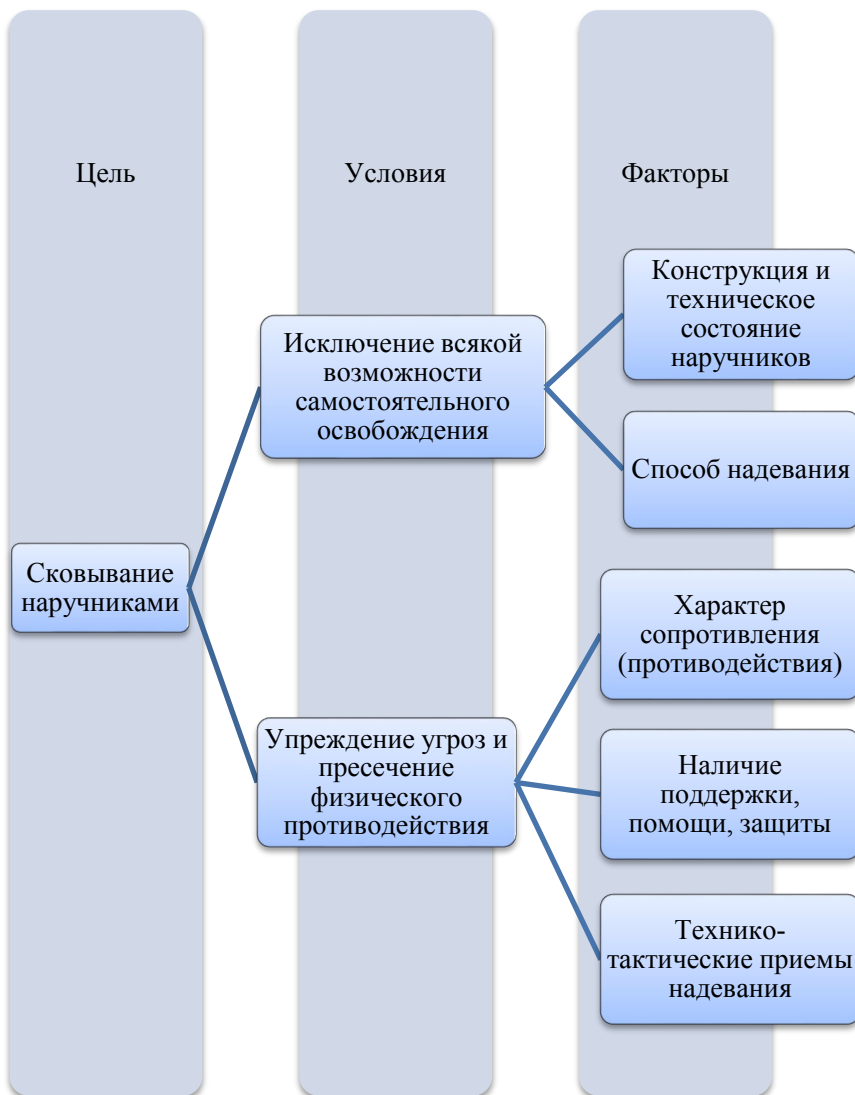 Цель
Условия
Факторы
Сковывание
наручниками
Исключение всякой
возможности
самостоятельного
освобождения
Упреждение угроз и
пресечение
физического
противодействия
Конструкция и
техническое
состояние
наручников
Способ надевания
Характер
сопротивления
(противодействия)
Наличие
поддержки,
помощи, защиты
Технико-
тактические приемы
надевания